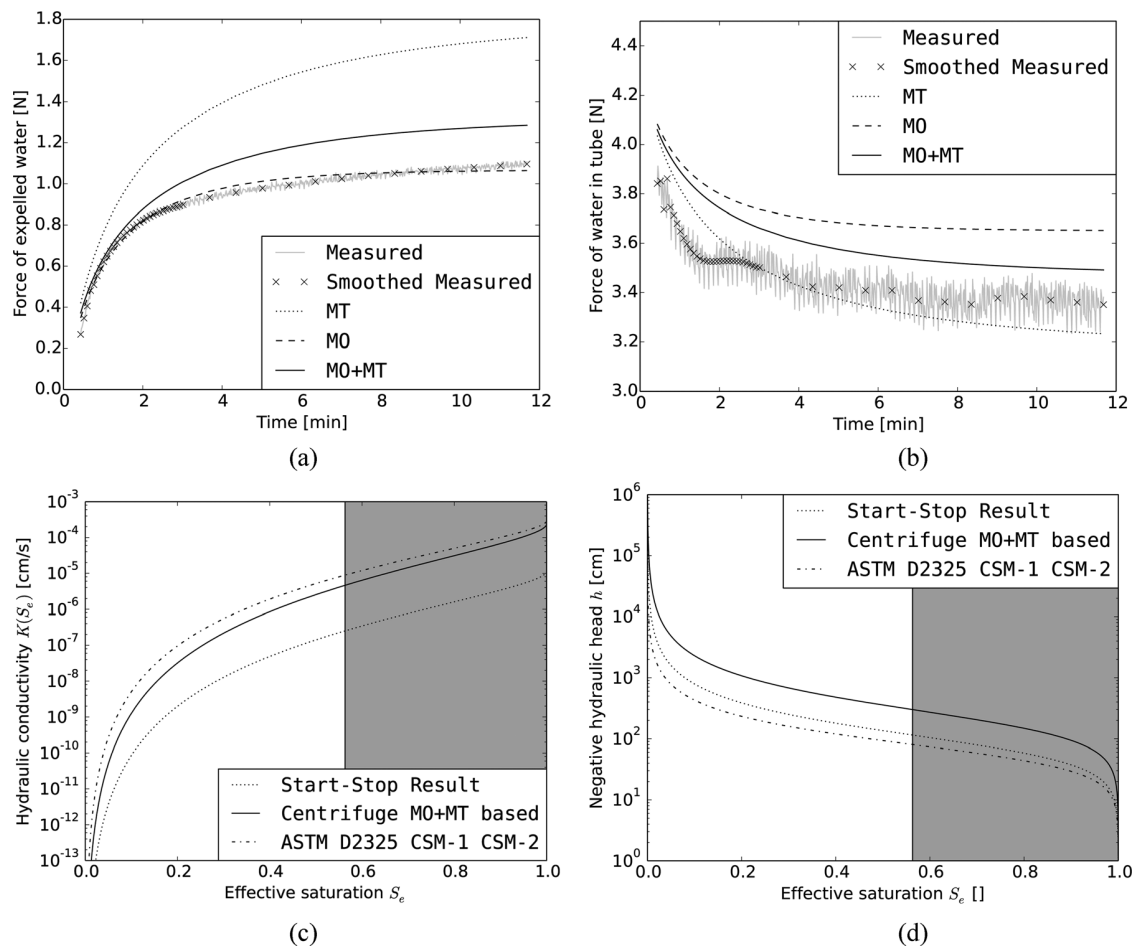 1.8
1.6
1.4
1.2
1.0
0.8
0.6
0.4
0.2
0.0
Force of expelled water [N]
0 2 4 6 8 10 12
Time [min]
Measured
Smoothed Measured
MT
MO
MO+MT
(a)
4.4
4.2
4.0
3.8
3.6
3.4
3.2
3.0
Force of water in tube [N]
0 2 4 6 8 10 12
Time [min]
Measured
Smoothed Measured
MT
MO
MO+MT
(b)
10^-3
10^-4
10^-5
10^-6
10^-7
10^-8
10^-9
10^-10
10^-11
10^-12
10^-13
Hydraulic conductivity K(S_e) [cm/s]
0.0 0.2 0.4 0.6 0.8 1.0
Effective saturation S_e
Start-Stop Result
Centrifuge MO+MT based
ASTM D2325 CSM-1 CSM-2
(c)
10^6
10^5
10^4
10^3
10^2
10^1
10^0
Negative hydraulic head h [cm]
0.0 0.2 0.4 0.6 0.8 1.0
Effective saturation S_e []
Start-Stop Result
Centrifuge MO+MT based
ASTM D2325 CSM-1 CSM-2
(d)